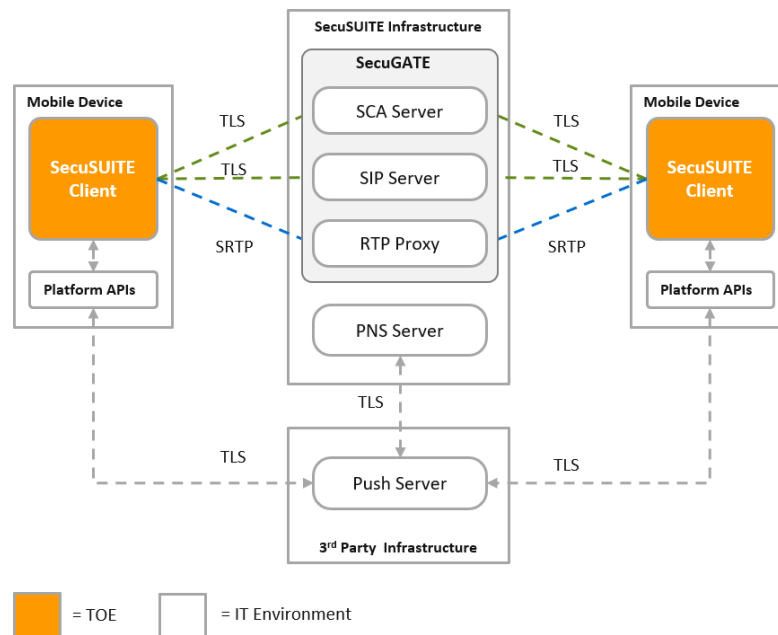 SecuSUITE Infrastructure
SecuGATE
SCA Server
SIP Server
RTP Proxy
PNS Server
Mobile Device
SecuSUITE
Client
Platform APIs
TLS
TLS
SRTP
TLS
TLS
SRTP
Mobile Device
SecuSUITE
Client
Platform APIs
TLS
TLS
TLS
Push Server
3rd Party Infrastructure
= TOE
= IT Environment